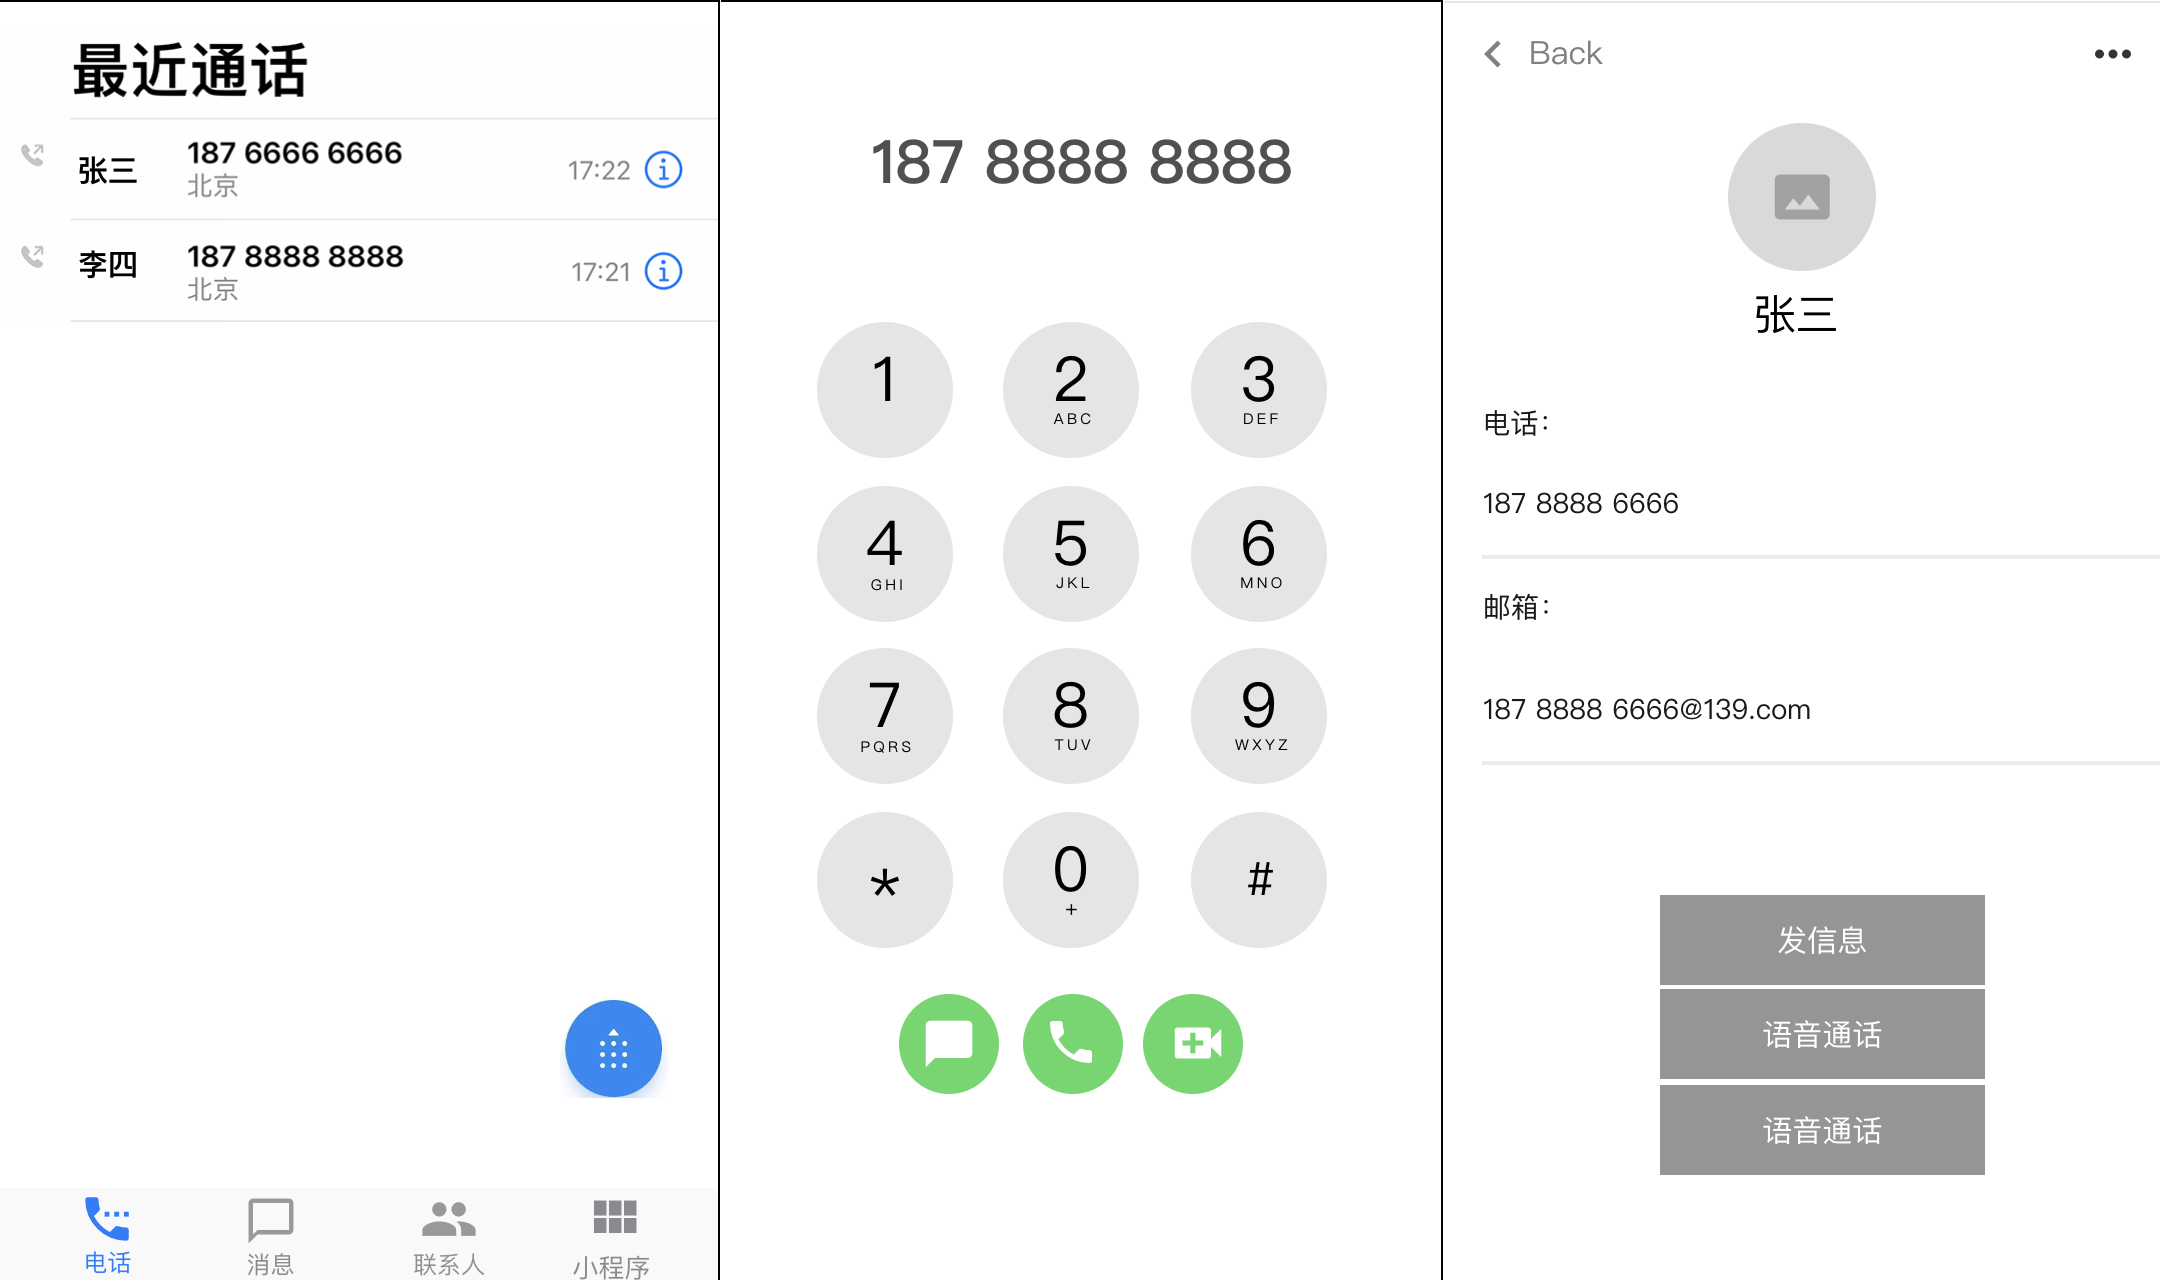 最近通话
张三
187 6666 6666
北京
17:22
李四
187 8888 8888
北京
17:21
电话
消息
联系人
小程序
187 8888 8888
1
2
ABC
3
DEF
4
GHI
5
JKL
6
MNO
7
PQRS
8
TUV
9
WXYZ
*
0
+
#
Back
张三
电话：
187 8888 6666
邮箱：
187 8888 6666@139.com
发信息
语音通话
语音通话